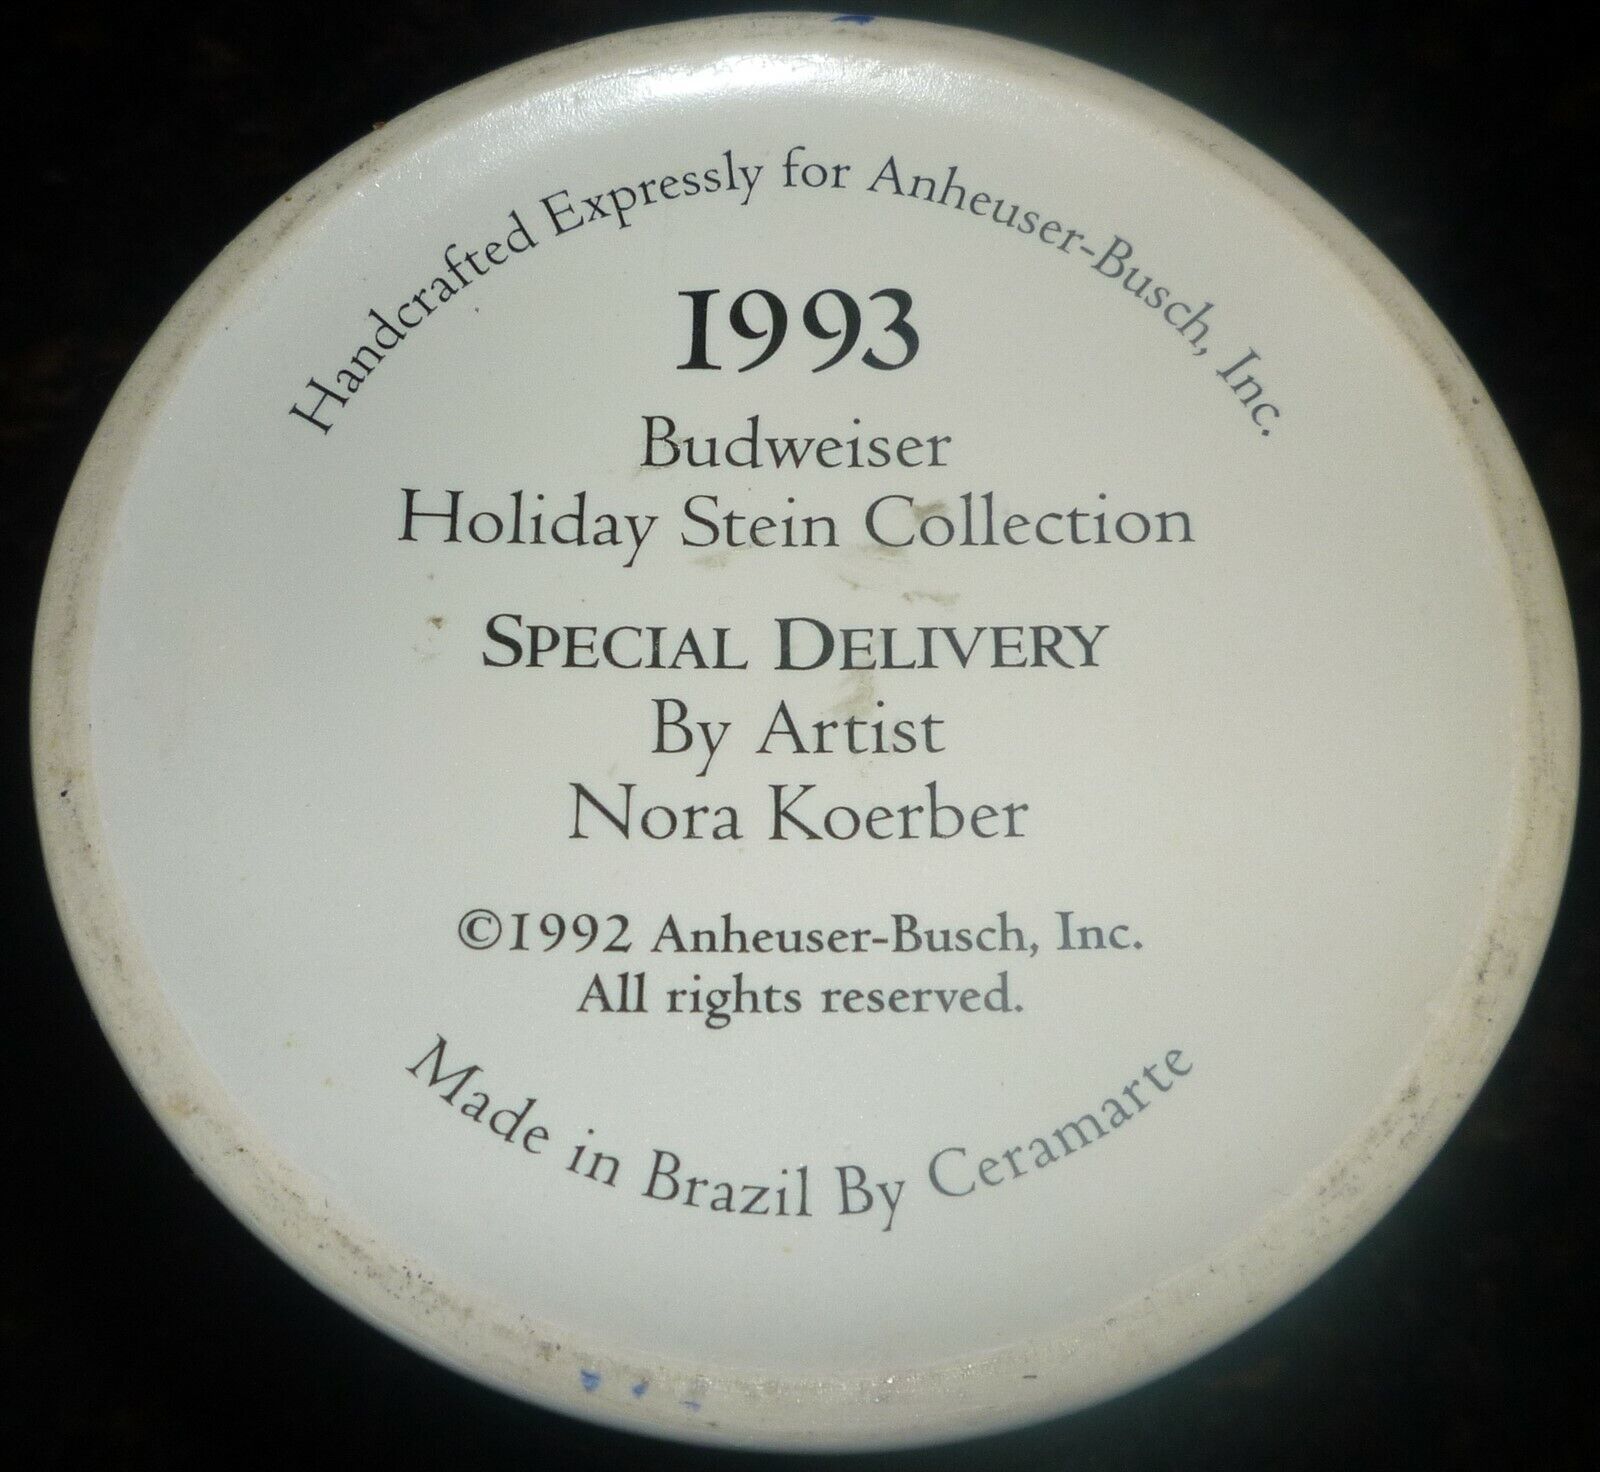 Handcrafted Expressly for Anheuser-Busch, Inc.
1993
Budweiser
Holiday Stein Collection
SPECIAL DELIVERY
By Artist
Nora Koerber
©1992 Anheuser-Busch, Inc.
All rights reserved.
Made in Brazil By Ceramarte